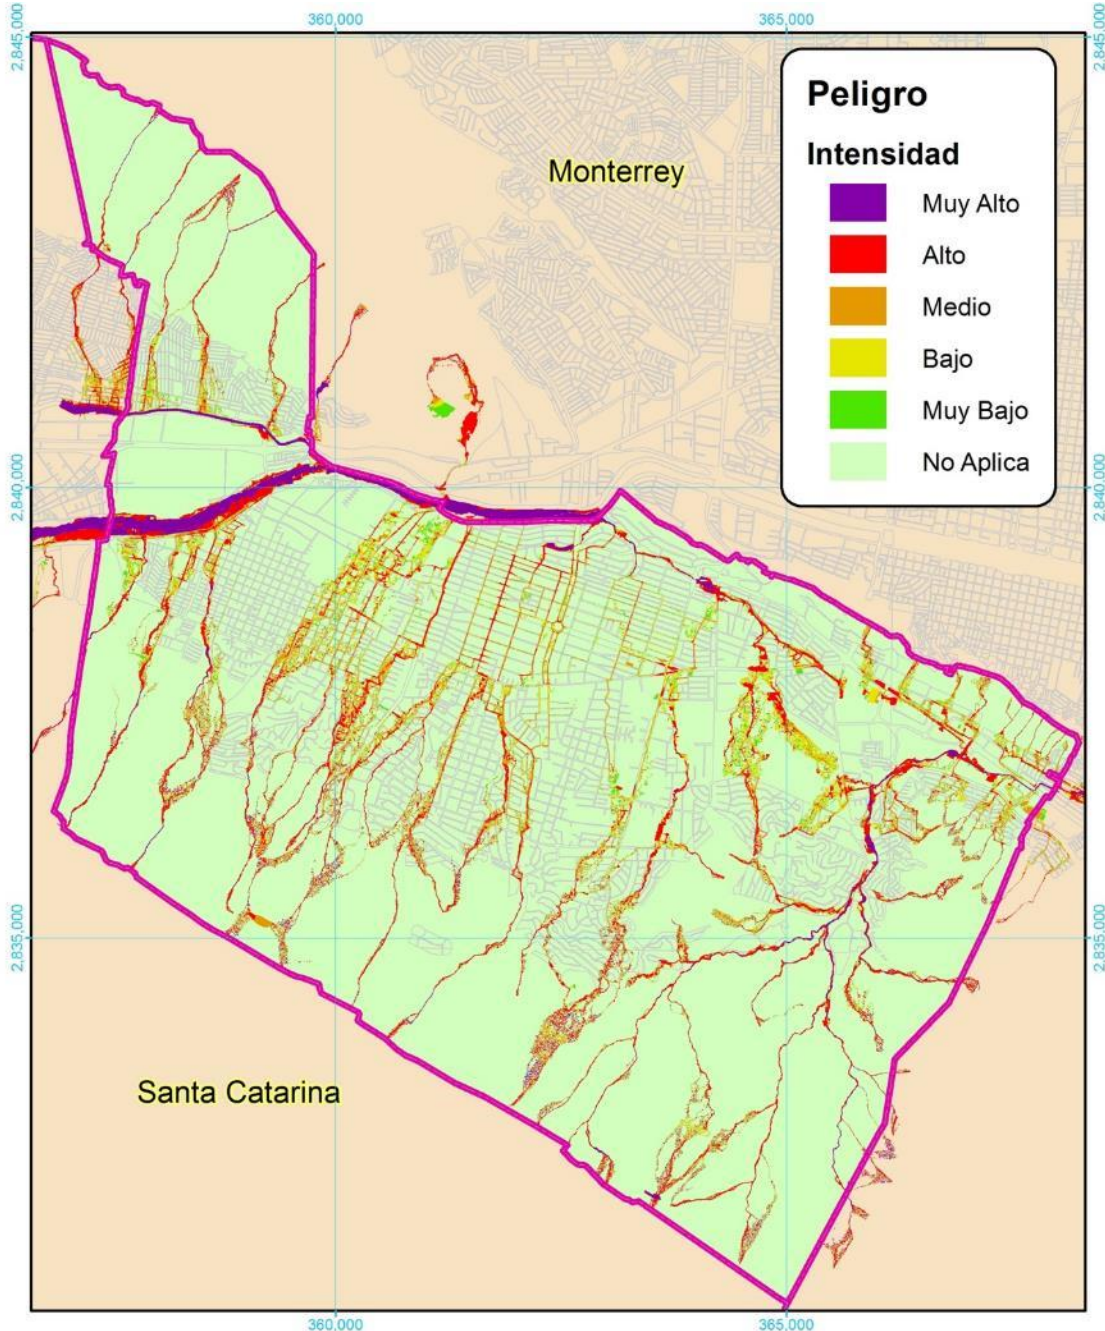 360,000
365,000
2,845,000
2,845,000
Peligro
Intensidad
Muy Alto
Alto
Medio
Bajo
Muy Bajo
No Aplica
Monterrey
2,840,000
2,840,000
2,835,000
2,835,000
Santa Catarina
360,000
365,000